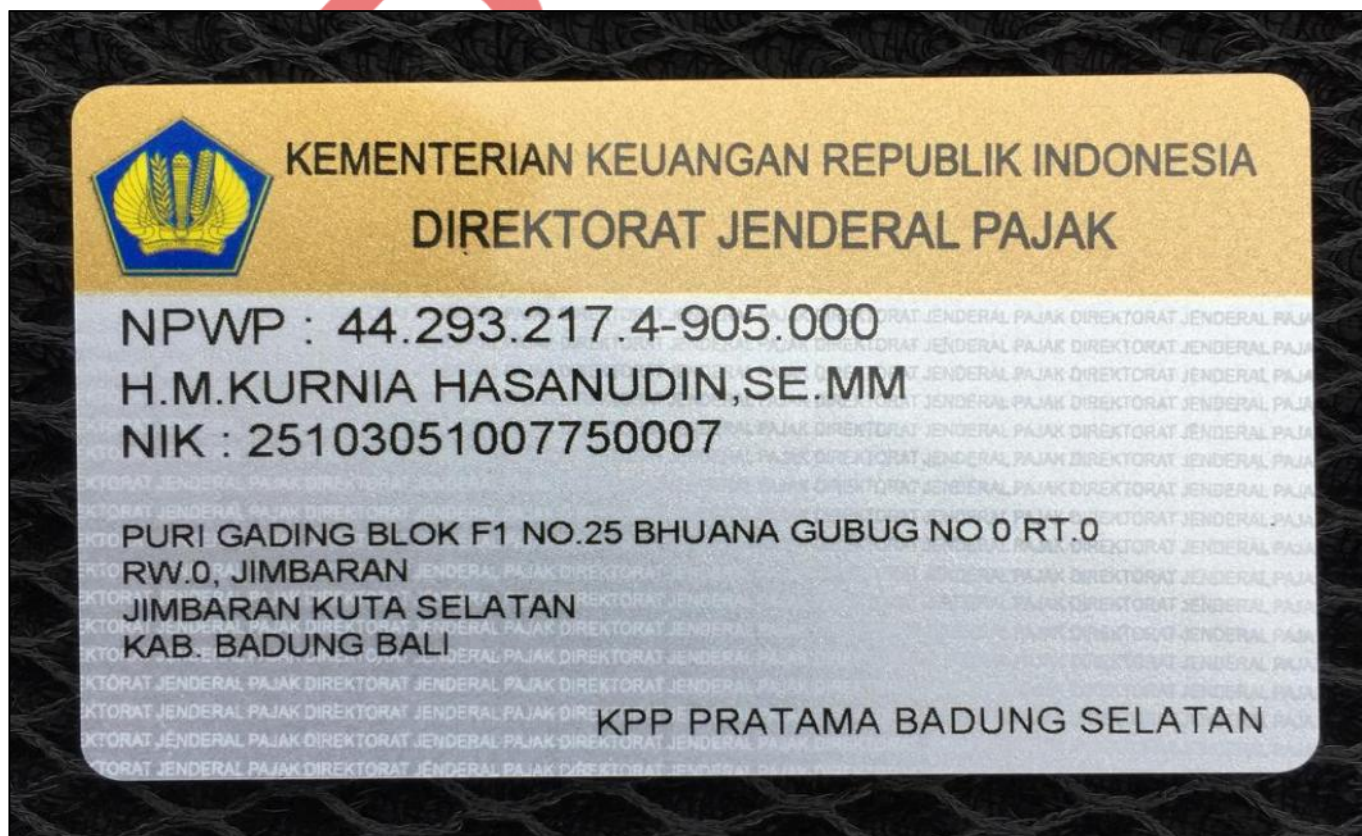 KEMENTERIAN KEUANGAN REPUBLIK INDONESIA
DIREKTORAT JENDERAL PAJAK
NPWP : 44.293.217.4-905.000
H.M.KURNIA HASANUDIN,SE.MM
NIK : 25103051007750007
PURI GADING BLOK F1 NO.25 BHUANA GUBUG NO 0 RT.0
RW.0, JIMBARAN
JIMBARAN KUTA SELATAN
KAB. BADUNG BALI
KPP PRATAMA BADUNG SELATAN